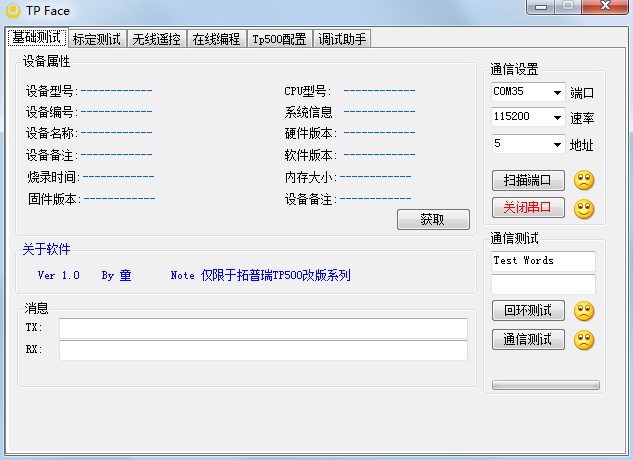 TP Face
基础测试 标定测试 无线遥控 在线编程 Tp500配置 调试助手
设备属性
设备型号:------------ CPU型号: ------------
设备编号:------------ 系统信息 ------------
设备名称:------------ 硬件版本:------------
设备备注:------------ 软件版本:------------
烧录时间:------------ 内存大小:------------
固件版本:------------ 设备备注:------------
获取
关于软件
Ver 1.0 By 童 Note 仅限于拓普瑞TP500改版系列
消息
TX:
RX:
通信设置
COM35 端口
115200 速率
5 地址
扫描端口
关闭串口
通信测试
Test Words
回环测试
通信测试